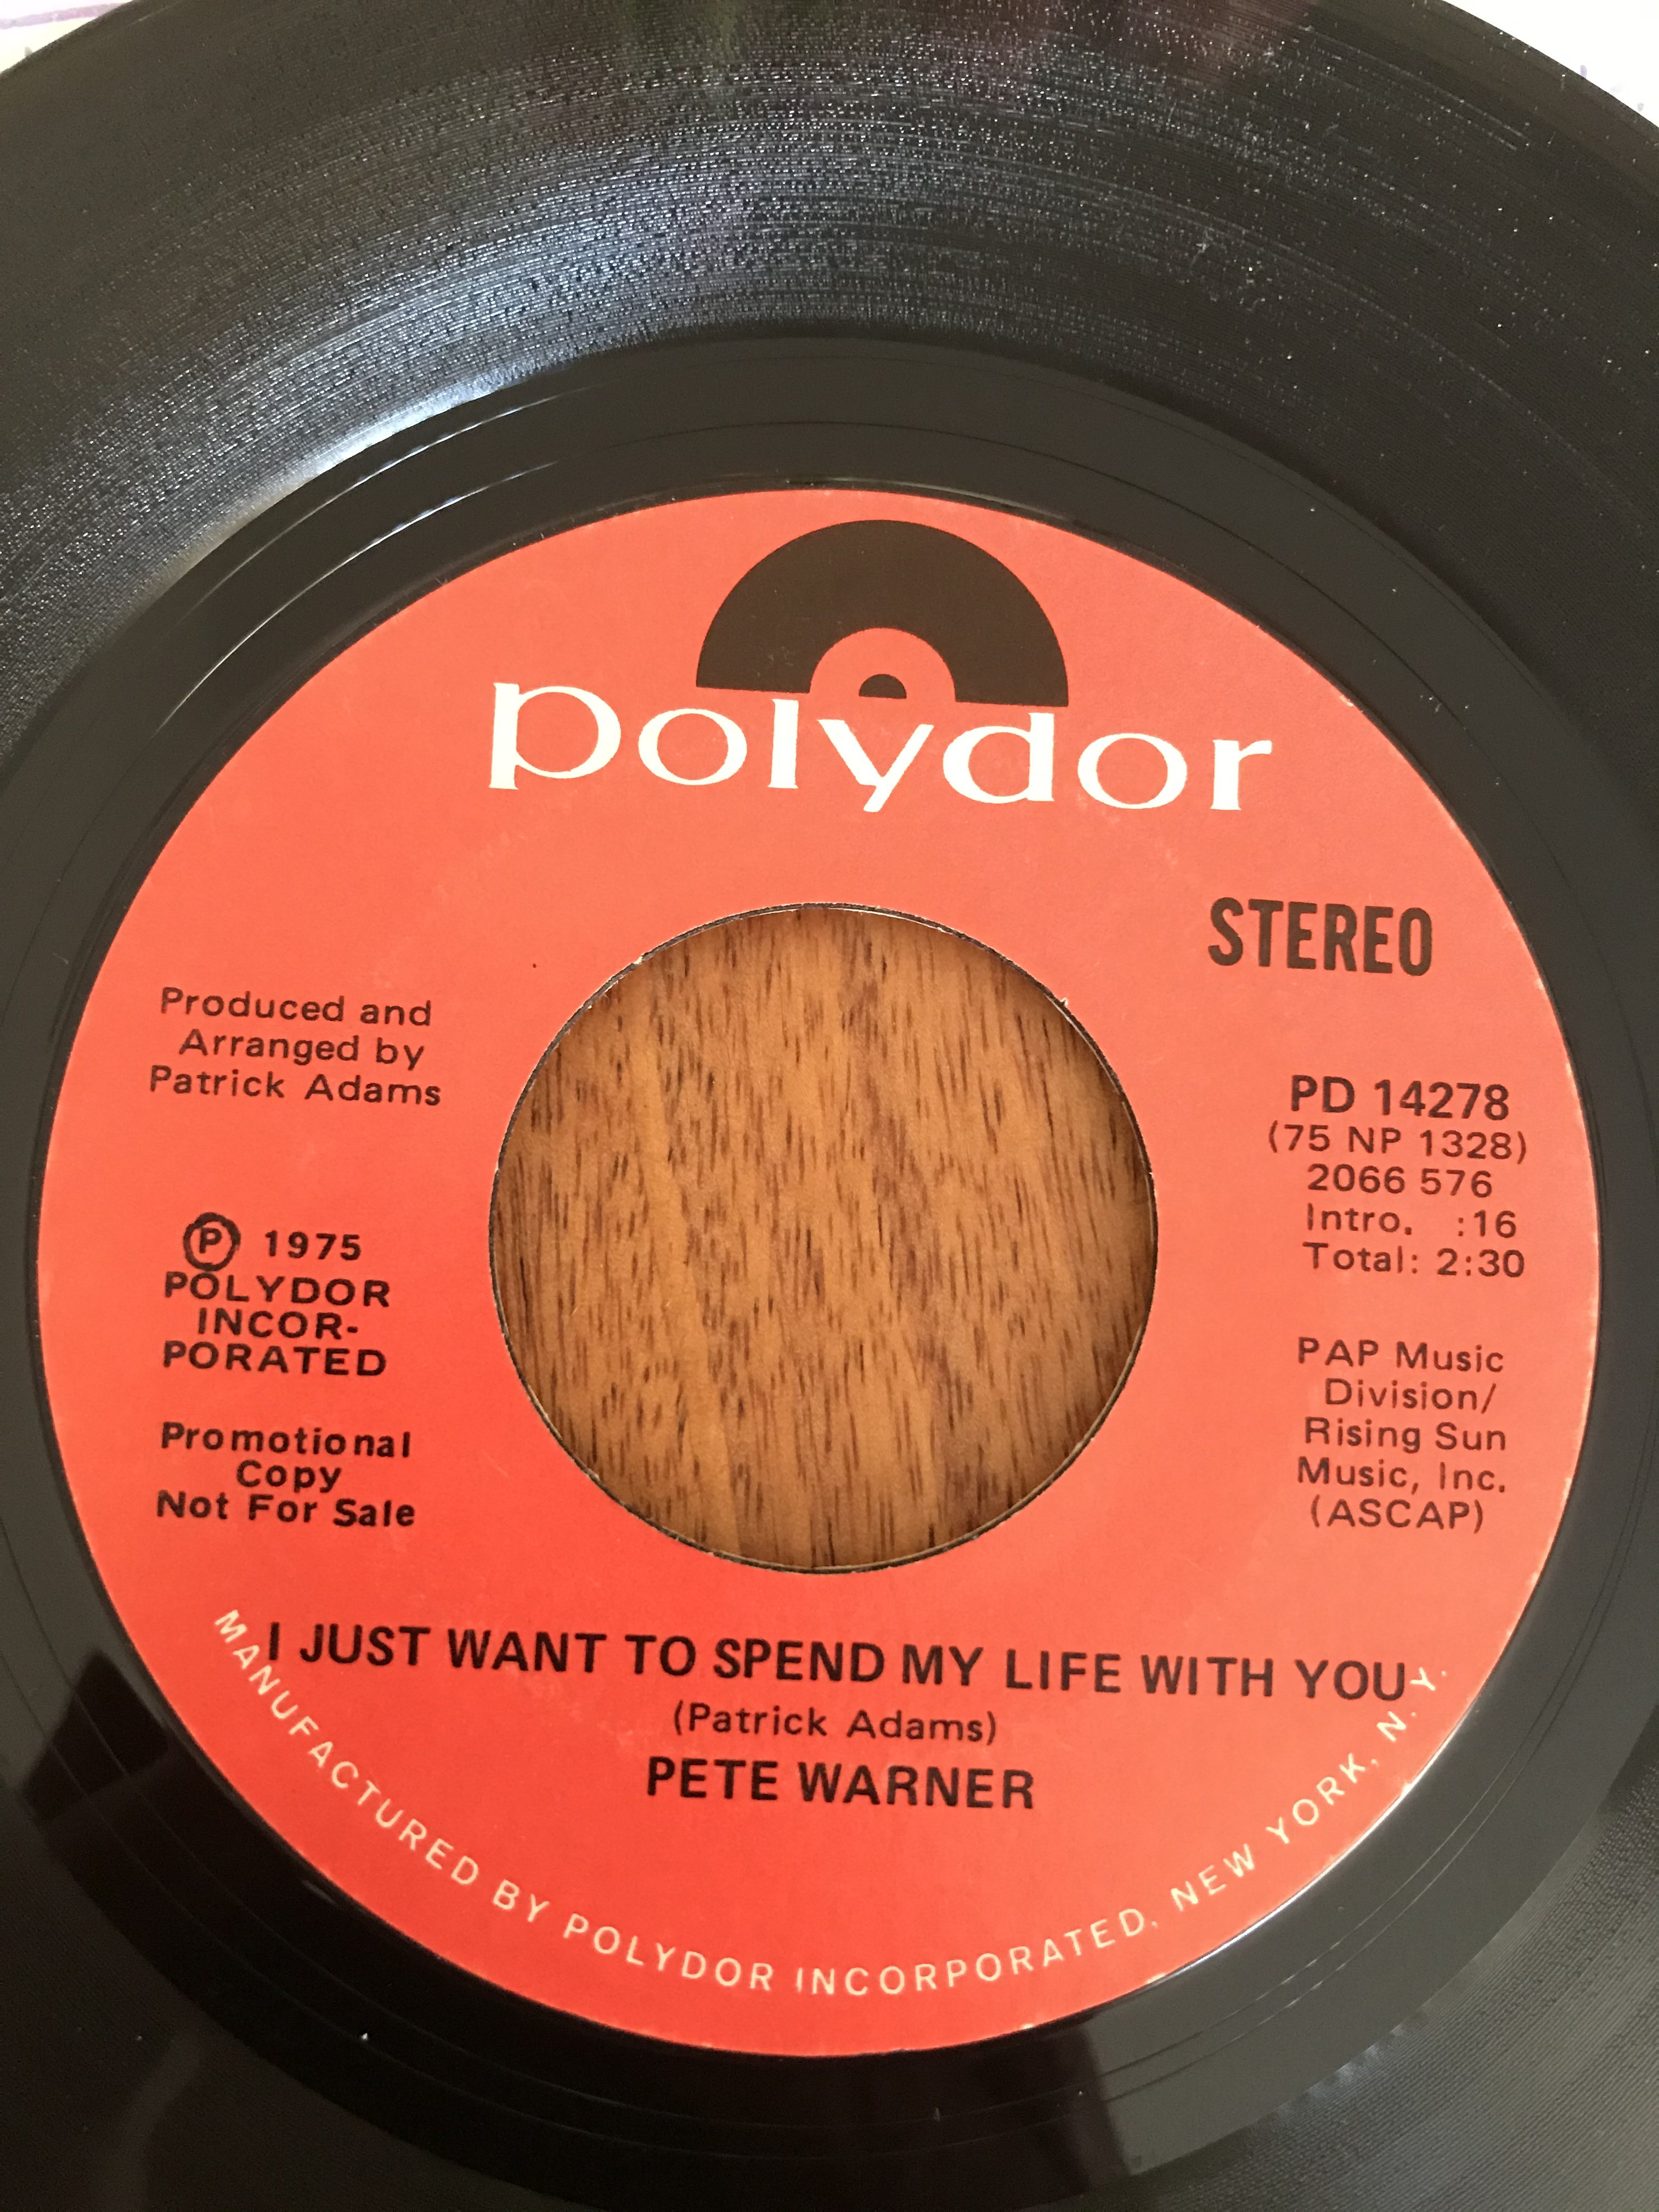 polydor
STEREO
Produced and
Arranged by
Patrick Adams
PD 14278
(75 NP 1328)
2066 576
Intro. :16
Total: 2:30
Ⓟ 1975
POLYDOR
INCOR-
PORATED
PAP Music
Division/
Rising Sun
Music, Inc.
(ASCAP)
Promotional
Copy
Not For Sale
I JUST WANT TO SPEND MY LIFE WITH YOU
(Patrick Adams)
PETE WARNER
MANUFACTURED BY POLYDOR INCORPORATED, NEW YORK, N.Y.